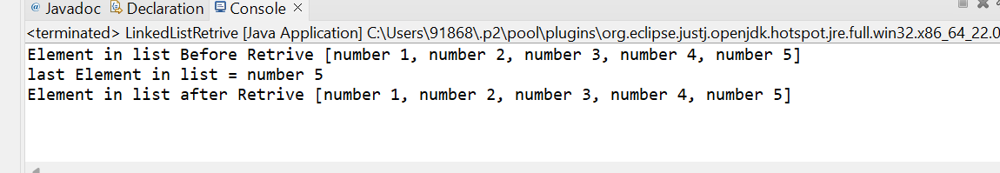 @ Javadoc Declaration Console ×
<terminated> LinkedListRetrive [Java Application] C:\Users\91868\.p2\pool\plugins\org.eclipse.justj.openjdk.hotspot.jre.full.win32.x86_64_22.0
Element in list Before Retrive [number 1, number 2, number 3, number 4, number 5]
last Element in list = number 5
Element in list after Retrive [number 1, number 2, number 3, number 4, number 5]